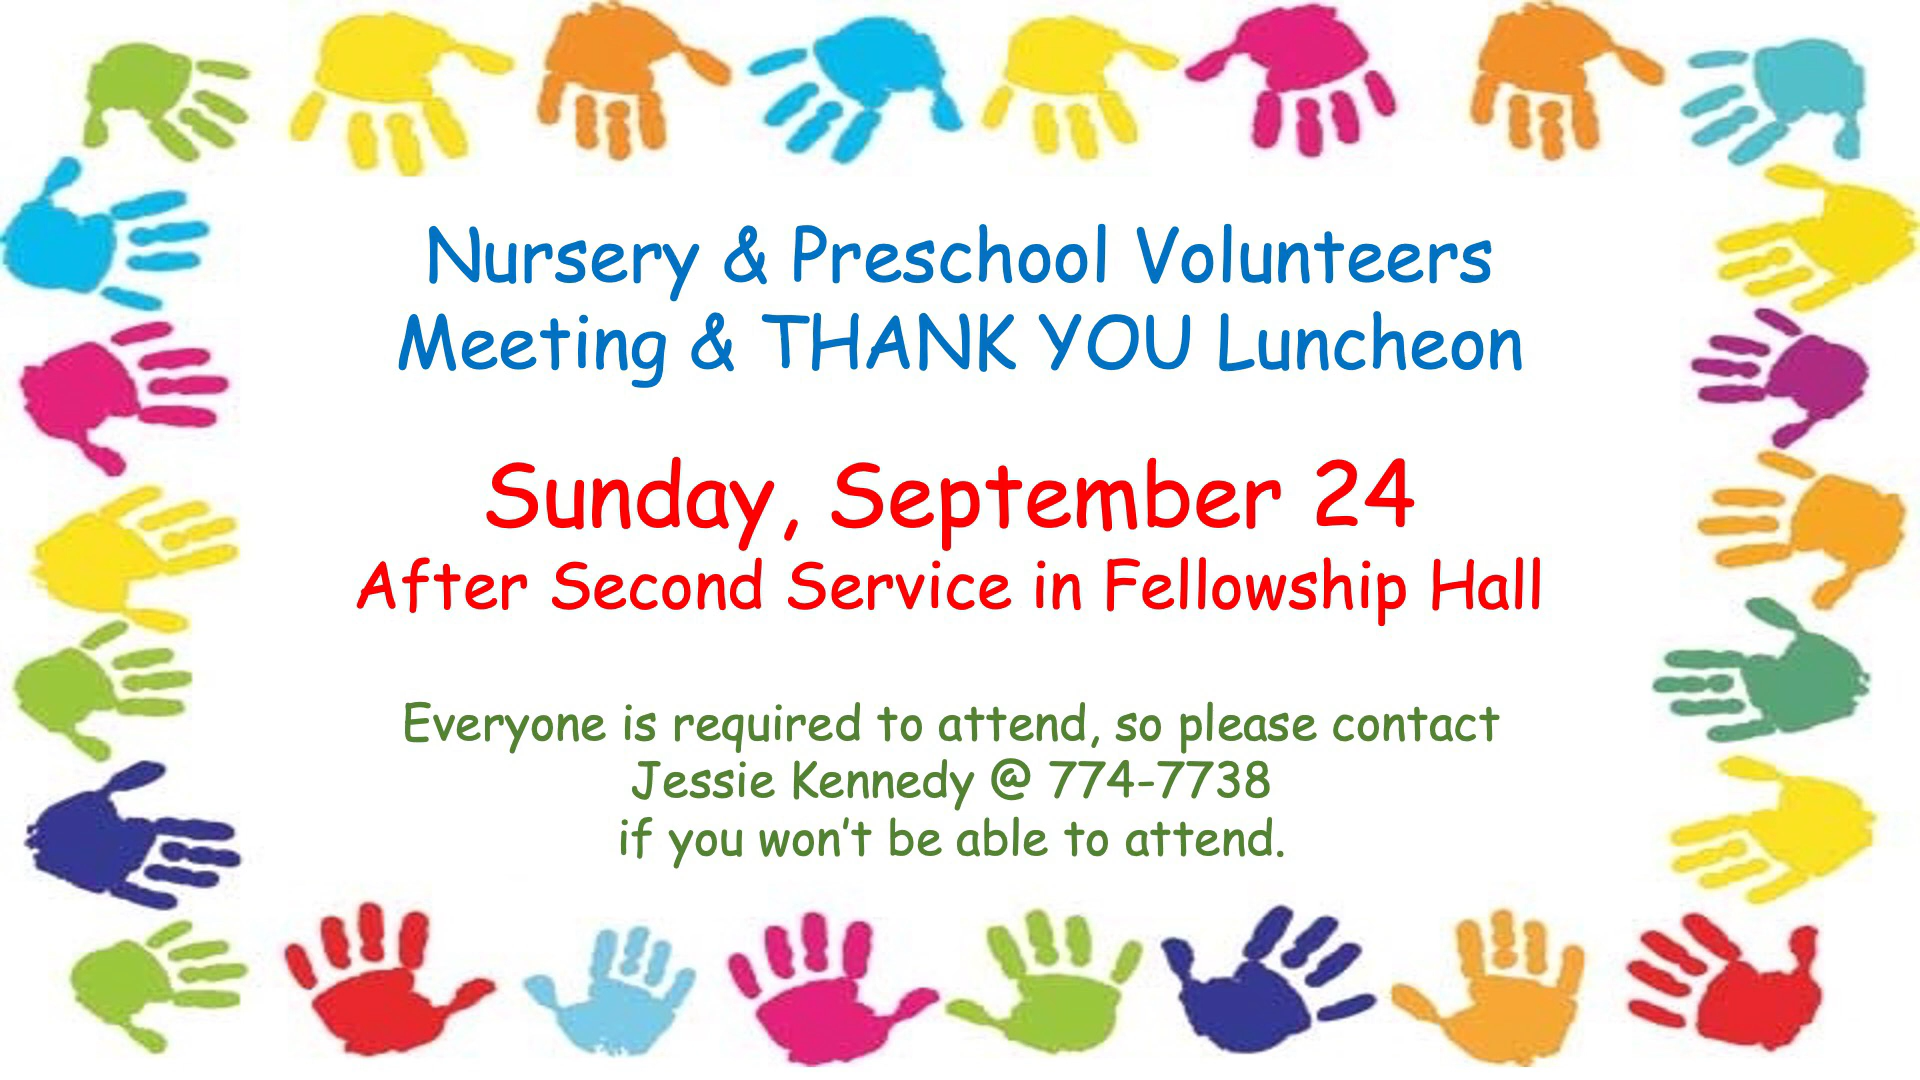 Nursery & Preschool Volunteers
Meeting & THANK YOU Luncheon
Sunday, September 24
After Second Service in Fellowship Hall
Everyone is required to attend, so please contact
Jessie Kennedy @ 774-7738
if you won't be able to attend.